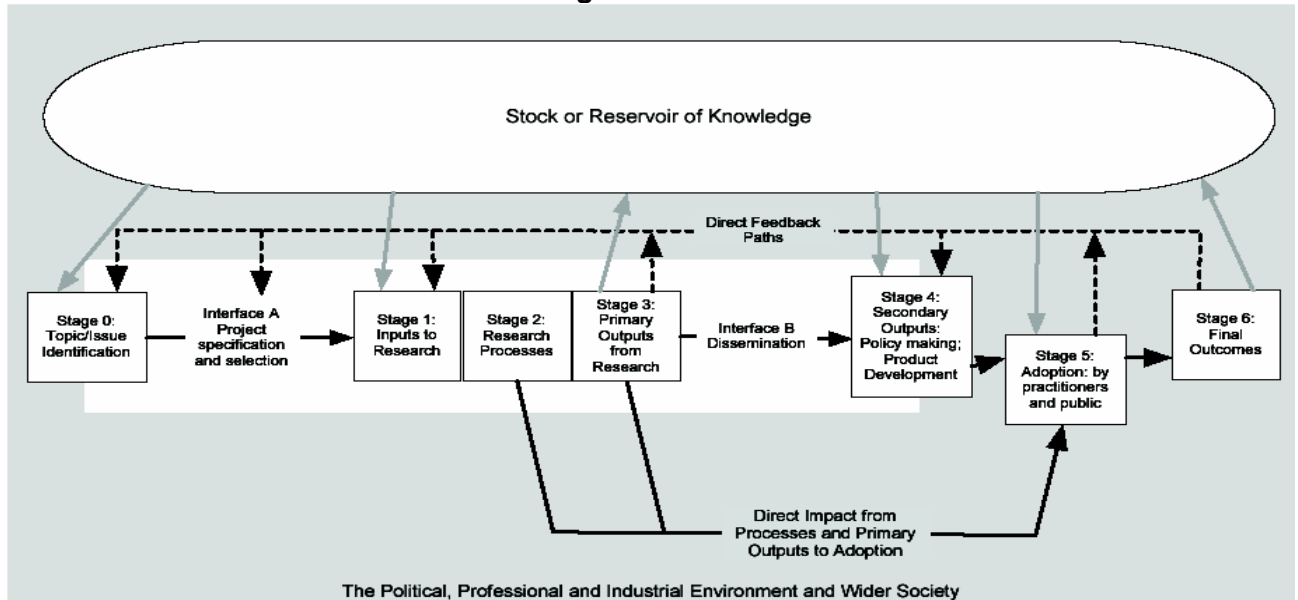 Stock or Reservoir of Knowledge
Direct Feedback
Paths
Stage 0:
Topic/Issue
Identification
Interface A
Project
specification
and selection
Stage 1:
Inputs to
Research
Stage 2:
Research
Processes
Stage 3:
Primary
Outputs
from
Research
Interface B
Dissemination
Stage 4:
Secondary
Outputs:
Policy making;
Product
Development
Stage 5:
Adoption: by
practitioners
and public
Stage 6:
Final
Outcomes
Direct Impact from
Processes and Primary
Outputs to Adoption
The Political, Professional and Industrial Environment and Wider Society